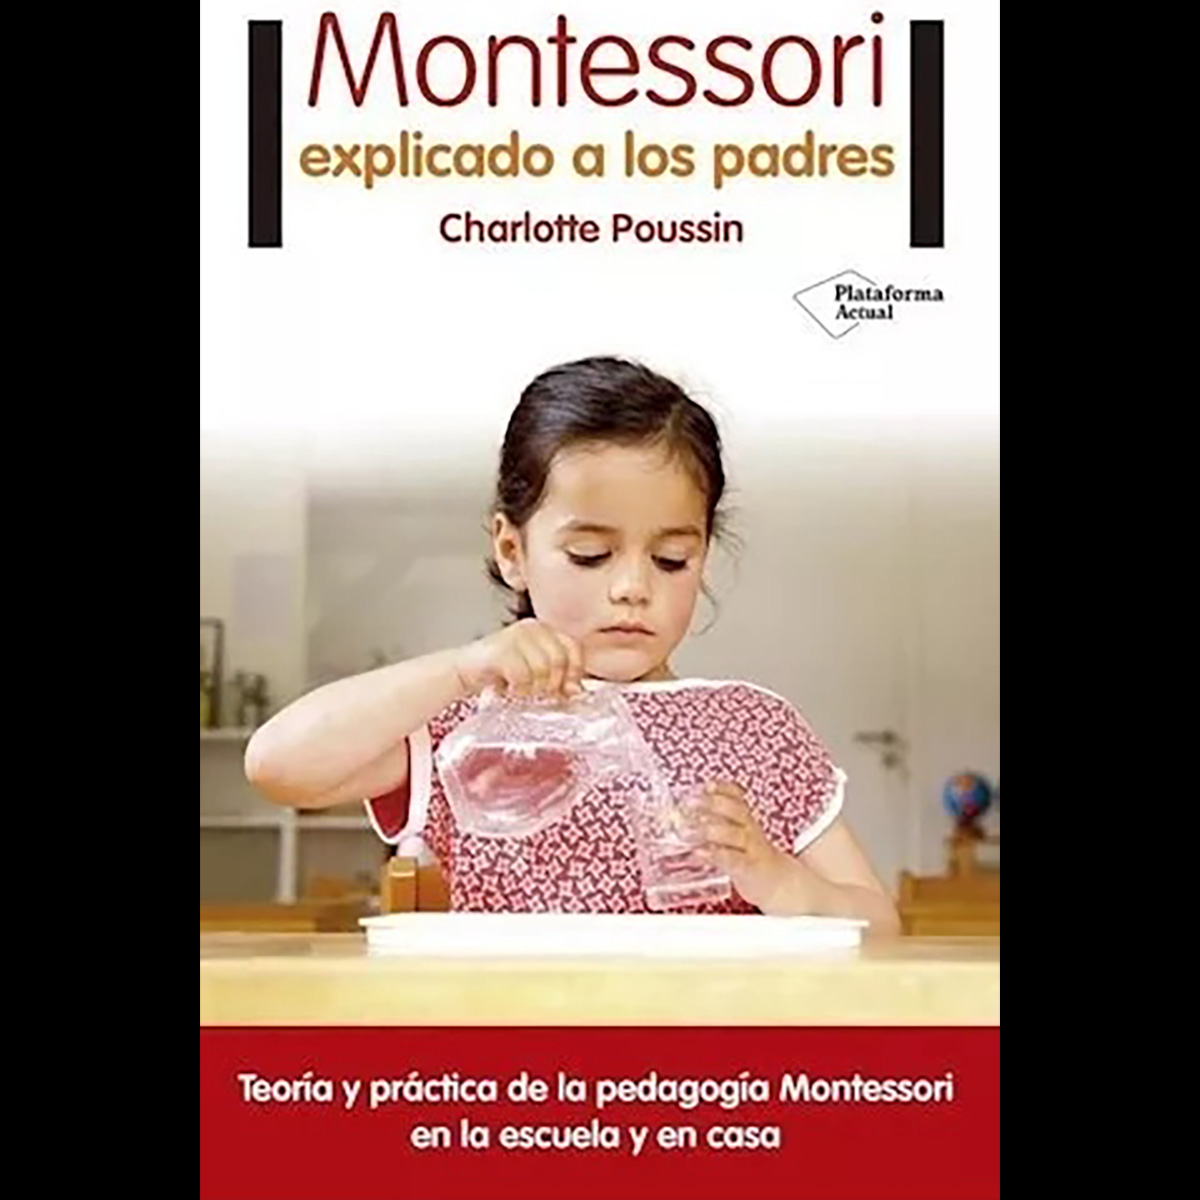 Montessori
explicado a los padres
Charlotte Poussin
Plataforma
Actual
Teoría y práctica de la pedagogía Montessori
en la escuela y en casa